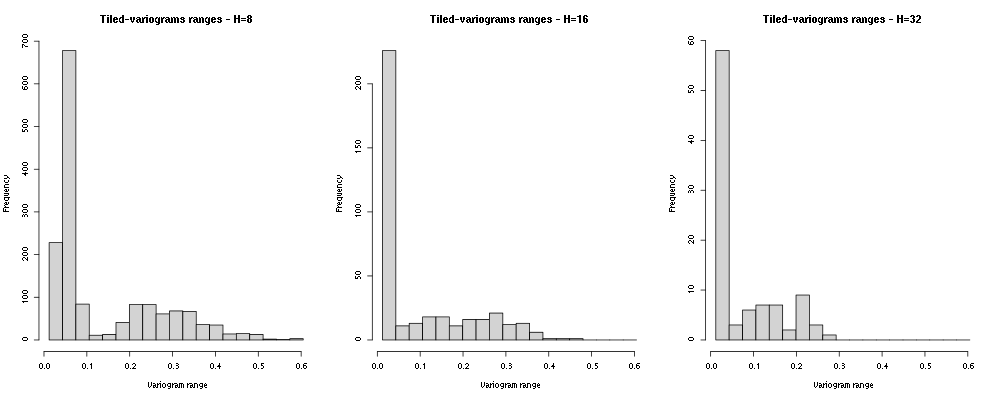 Tiled-variograms ranges - H=8
Frequency
700
600
500
400
300
200
100
0
0.0 0.1 0.2 0.3 0.4 0.5 0.6
Variogram range
Tiled-variograms ranges - H=16
Frequency
200
150
100
50
0
0.0 0.1 0.2 0.3 0.4 0.5 0.6
Variogram range
Tiled-variograms ranges - H=32
Frequency
60
50
40
30
20
10
0
0.0 0.1 0.2 0.3 0.4 0.5 0.6
Variogram range